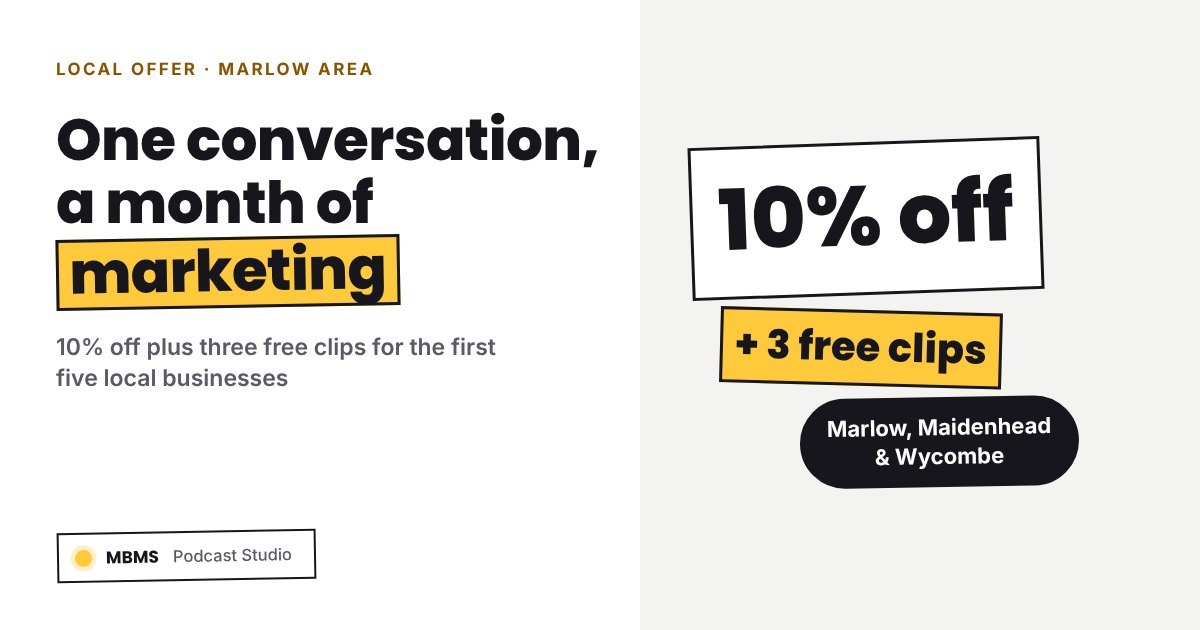 LOCAL OFFER · MARLOW AREA
One conversation,
a month of
marketing
10% off plus three free clips for the first
five local businesses
MBMS Podcast Studio
10% off
+ 3 free clips
Marlow, Maidenhead
& Wycombe